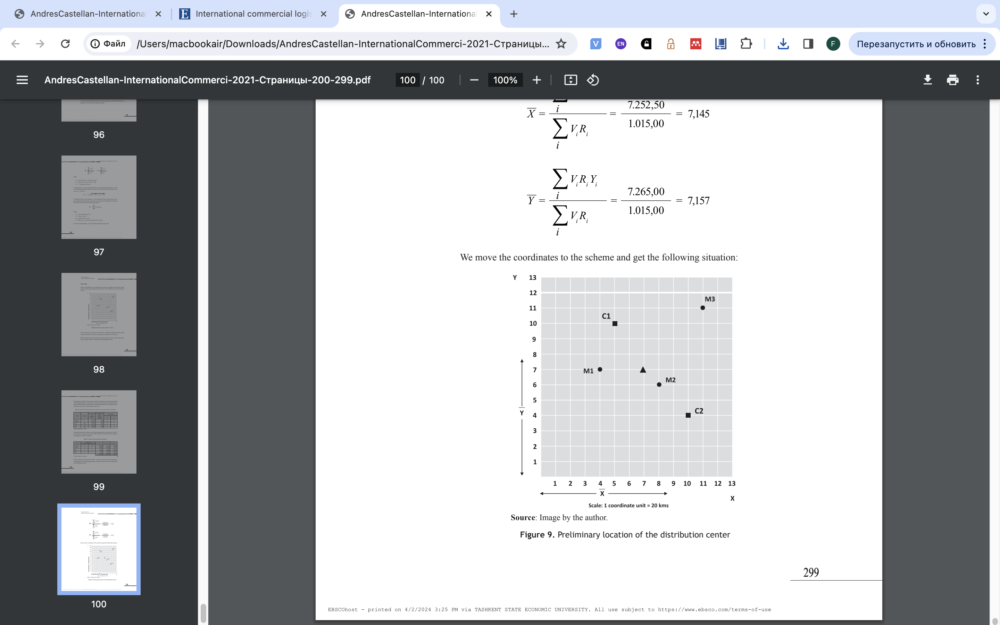 AndresCastellan-Internationa
International commercial logis
AndresCastellan-Internationa
Файл
/Users/macbookair/Downloads/AndresCastellan-InternationalCommerci-2021-Страницы...
V
EN
F
Перезапустить и обновить
AndresCastellan-InternationalCommerci-2021-Страницы-200-299.pdf
100 / 100
100%
96
97
98
99
100
X = ∑ i / ∑ i ViRi = 7.252,50 / 1.015,00 = 7,145
Y = ∑ i ViRiYi / ∑ i ViRi = 7.265,00 / 1.015,00 = 7,157
We move the coordinates to the scheme and get the following situation:
Y
13
12
11
10
9
8
7
6
5
4
3
2
1
M3
C1
M1
M2
C2
Y
1 2 3 4 5 6 7 8 9 10 11 12 13
X
X
Scale: 1 coordinate unit = 20 kms
Source: Image by the author.
Figure 9. Preliminary location of the distribution center
299
EBSCOhost - printed on 4/2/2024 3:25 PM via TASHKENT STATE ECONOMIC UNIVERSITY. All use subject to https://www.ebsco.com/terms-of-use